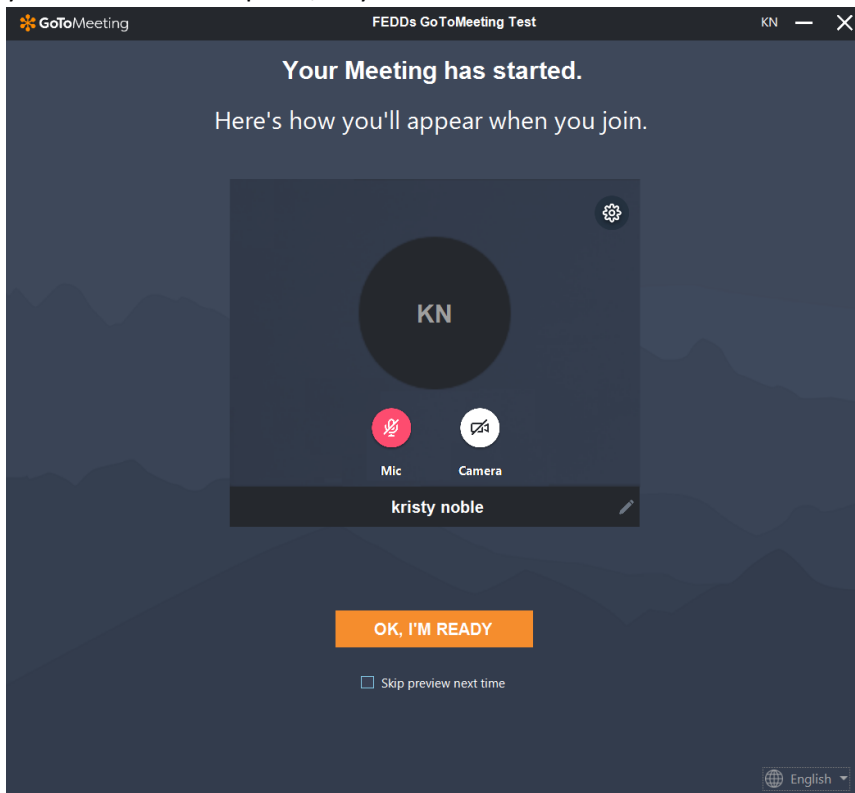 GoToMeeting
FEDDs GoToMeeting Test
KN
Your Meeting has started.
Here's how you'll appear when you join.
KN
Mic
Camera
kristy noble
OK, I'M READY
Skip preview next time
English